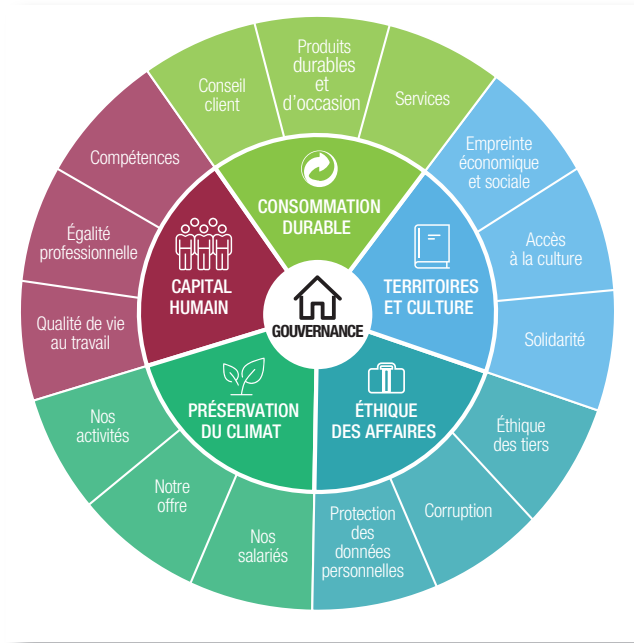 Produits
durables
et
d'occasion
Conseil
client
Services
Empreinte
économique
et sociale
Compétences
Accès
à la culture
Égalité
professionnelle
Solidarité
Qualité de vie
au travail
CONSOMMATION
DURABLE
CAPITAL
HUMAIN
TERRITOIRES
ET CULTURE
GOUVERNANCE
PRÉSERVATION
DU CLIMAT
ÉTHIQUE
DES AFFAIRES
Nos
activités
Éthique
des tiers
Notre
offre
Corruption
Nos
salariés
Protection
des
données
personnelles